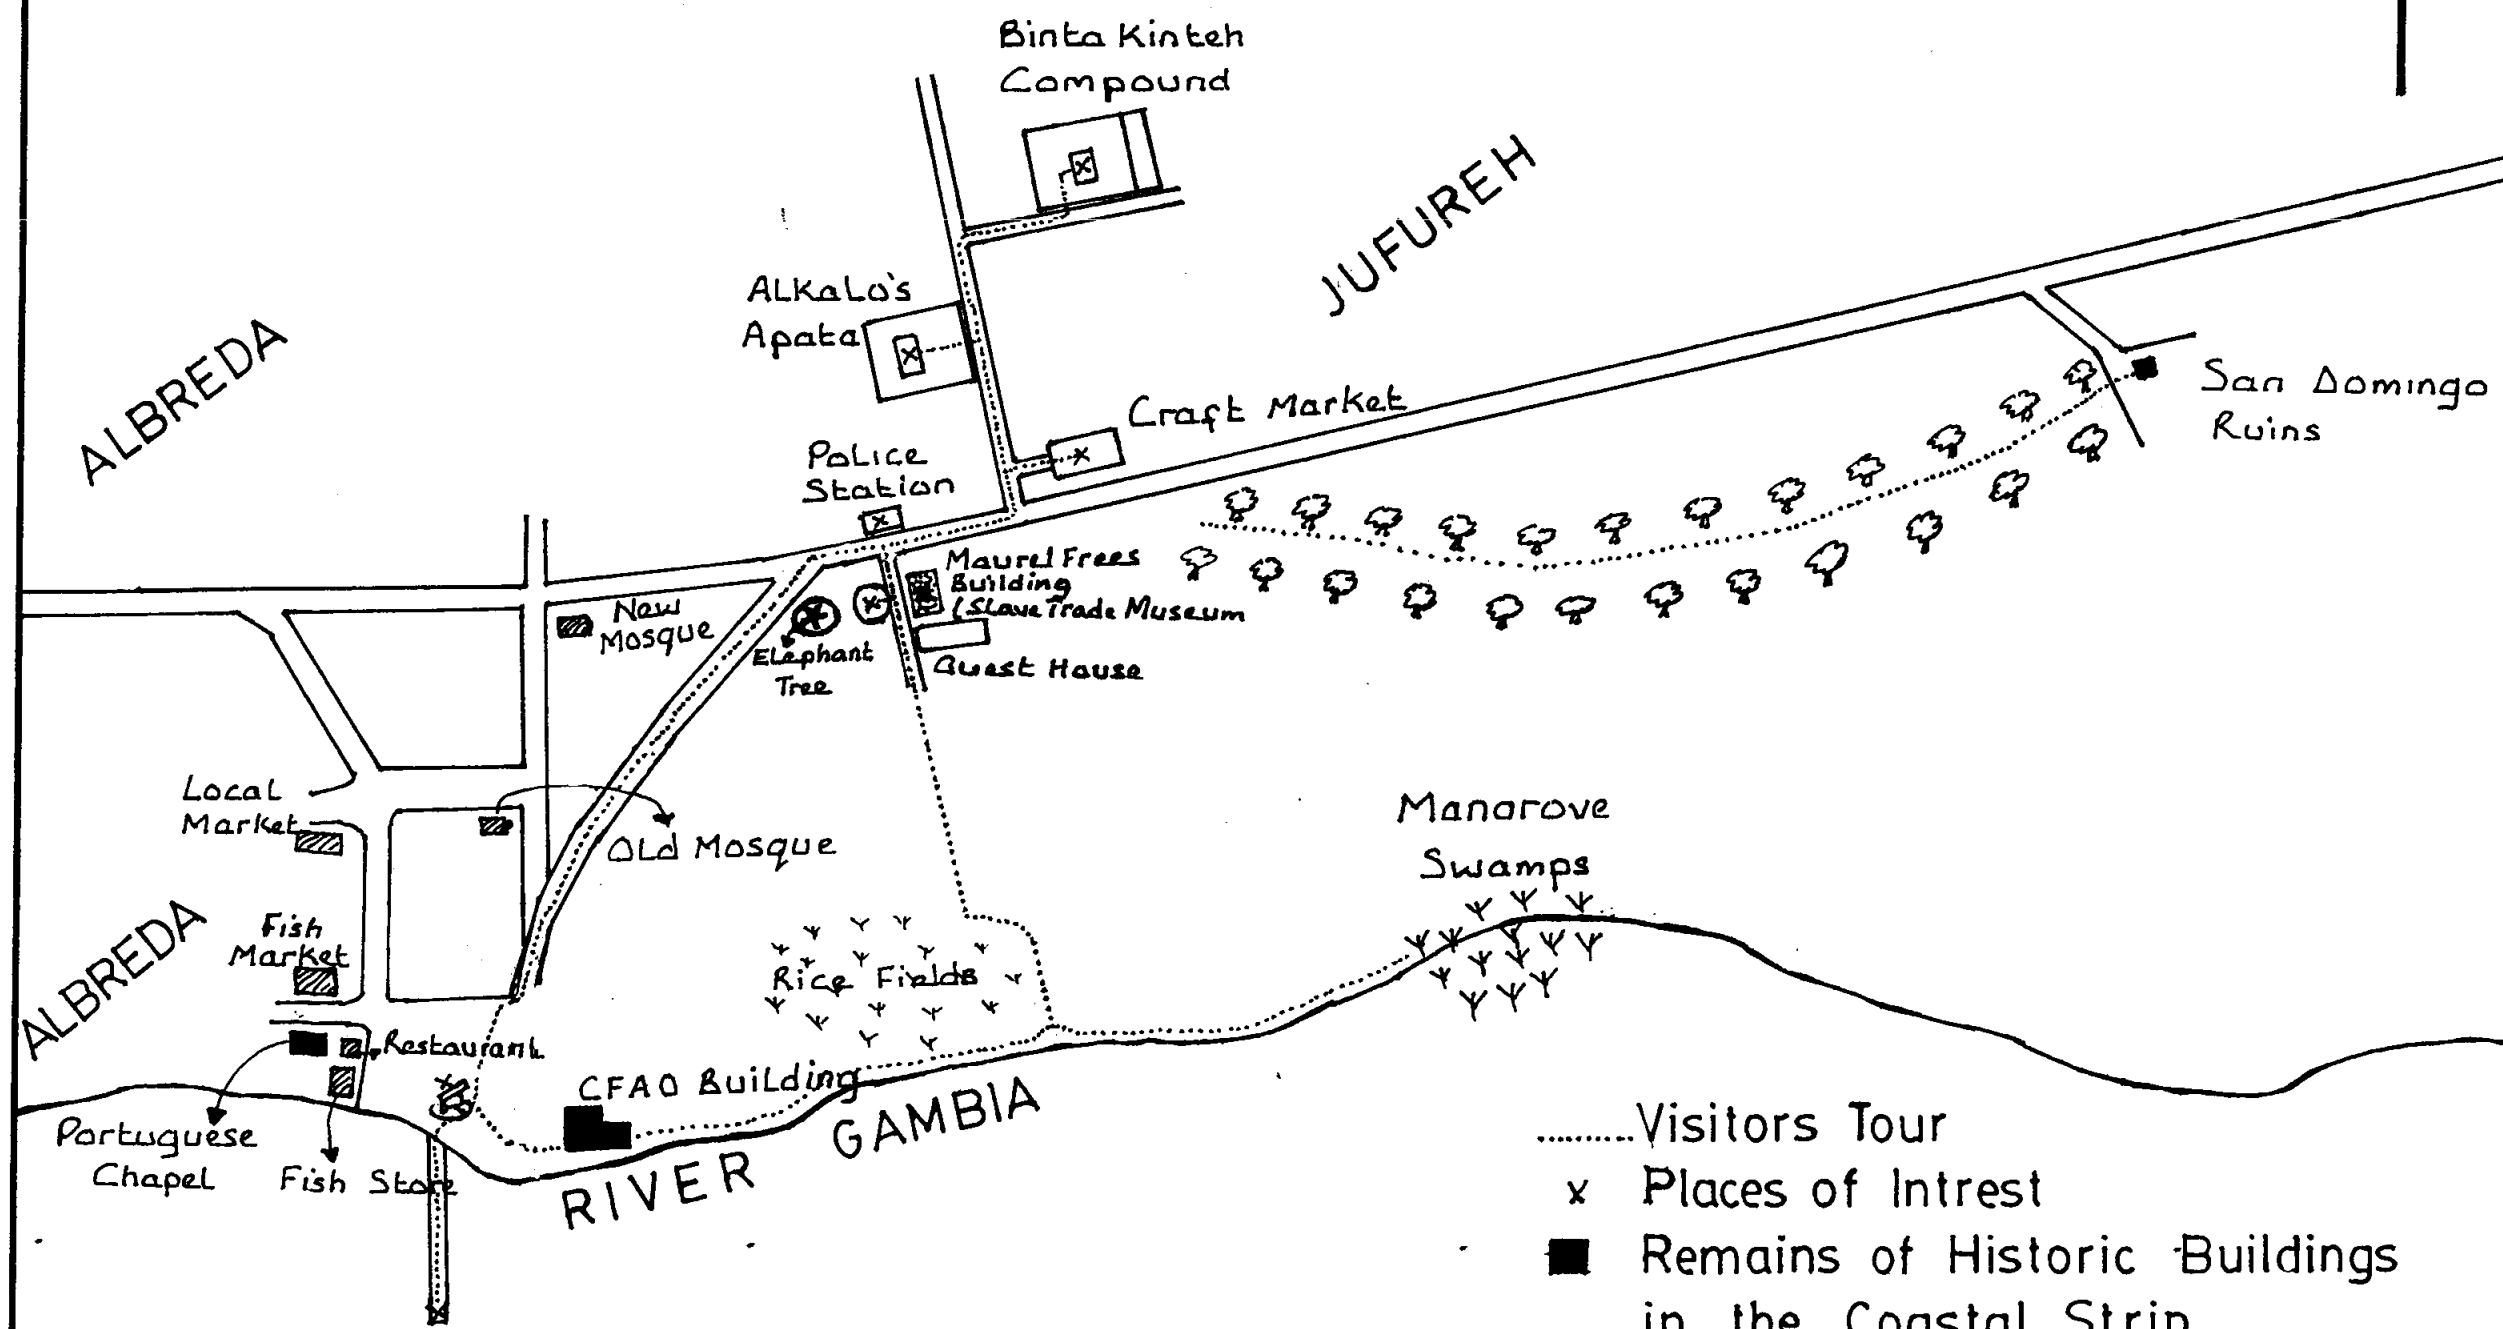 Binta Kinteh
Compound
JUFUREH
ALKaLo's
Apata
ALBREDA
Craft Market
San Domingo
Ruins
PoLice
Station
Maurel Frees
Building
(Slave Trade Museum
New
Mosque
Elephant
Tree
Guest House
Local
Market
OLd Mosque
Manarove
Swamps
ALBREDA
Fish
Market
Rice Fields
Restaurant
CFAO BuiLding
RIVER GAMBIA
Portuguese
Chapel
Fish Store
Visitors Tour
x Places of Intrest
Remains of Historic Buildings
in the Coastal Strip